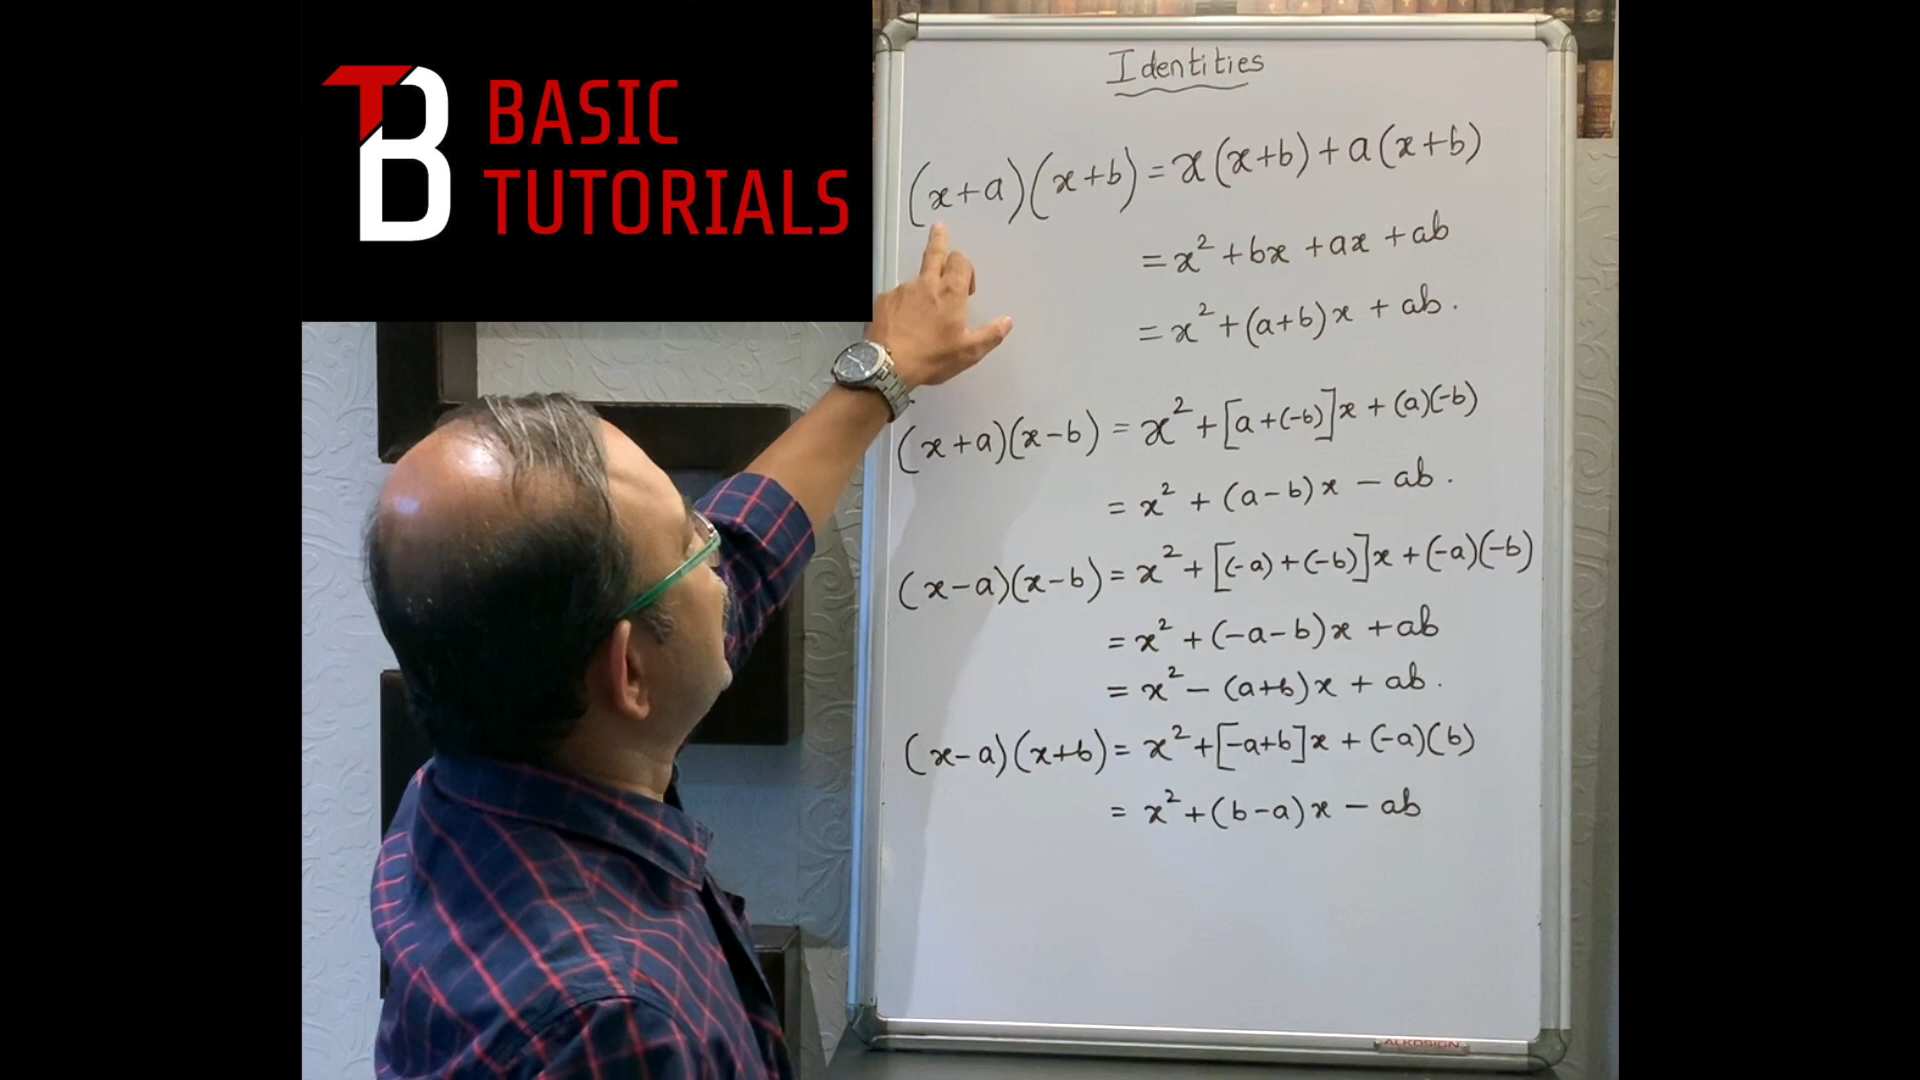 BASIC
TUTORIALS
Identities
(x+a)(x+b) = x(x+b) + a(x+b)
= x² + bx + ax + ab
= x² + (a+b)x + ab.
(x+a)(x-b) = x² + [a+(-b)]x + (a)(-b)
= x² + (a-b)x - ab.
(x-a)(x-b) = x² + [(-a)+(-b)]x + (-a)(-b)
= x² + (-a-b)x + ab
= x² - (a+b)x + ab.
(x-a)(x+b) = x² + [-a+b]x + (-a)(b)
= x² + (b-a)x - ab
ALKOSIGN